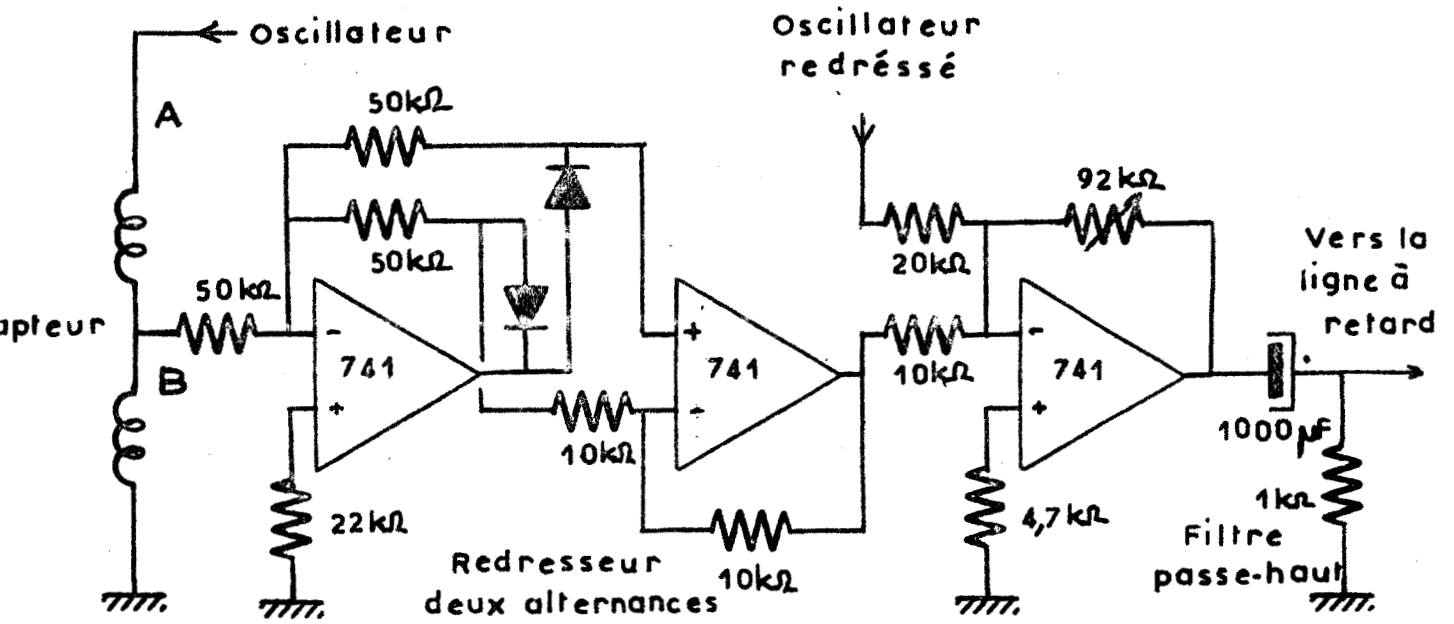 Oscillateur
Oscillateur
redréssé
A
50kΩ
92kΩ
50kΩ
20kΩ
Vers la
ligne à
retard
50kΩ
apteur
B
-
741
+
+
741
-
10kΩ
-
741
+
10kΩ
1000µF
22kΩ
4,7kΩ
1kΩ
Redresseur
deux alternances
10kΩ
Filtre
passe-haut